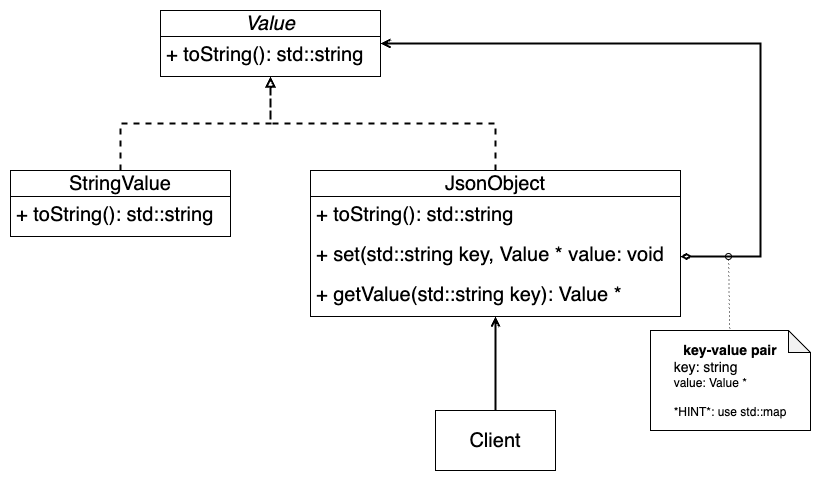 Value
+ toString(): std::string
StringValue
+ toString(): std::string
JsonObject
+ toString(): std::string
+ set(std::string key, Value * value: void
+ getValue(std::string key): Value *
key-value pair
key: string
value: Value *
*HINT*: use std::map
Client